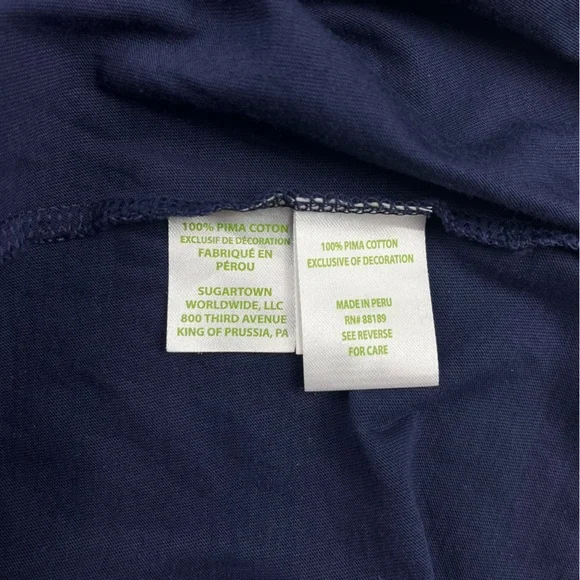 100% PIMA COTTON
EXCLUSIF DE DÉCORATION
FABRIQUÉ EN
PÉROU
SUGARTOWN
WORLDWIDE, LLC
800 THIRD AVENUE
KING OF PRUSSIA, PA
100% PIMA COTTON
EXCLUSIVE OF DECORATION
MADE IN PERU
RN# 88189
SEE REVERSE
FOR CARE